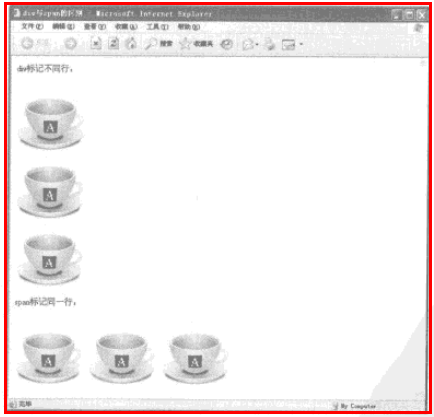 div与span的区别 - Microsoft Internet Explorer
文件(F) 编辑(E) 查看(V) 收藏(A) 工具(T) 帮助(H)
搜索 收藏夹
div标记不同行:
A
A
A
span标记同一行:
A A A
完毕 My Computer